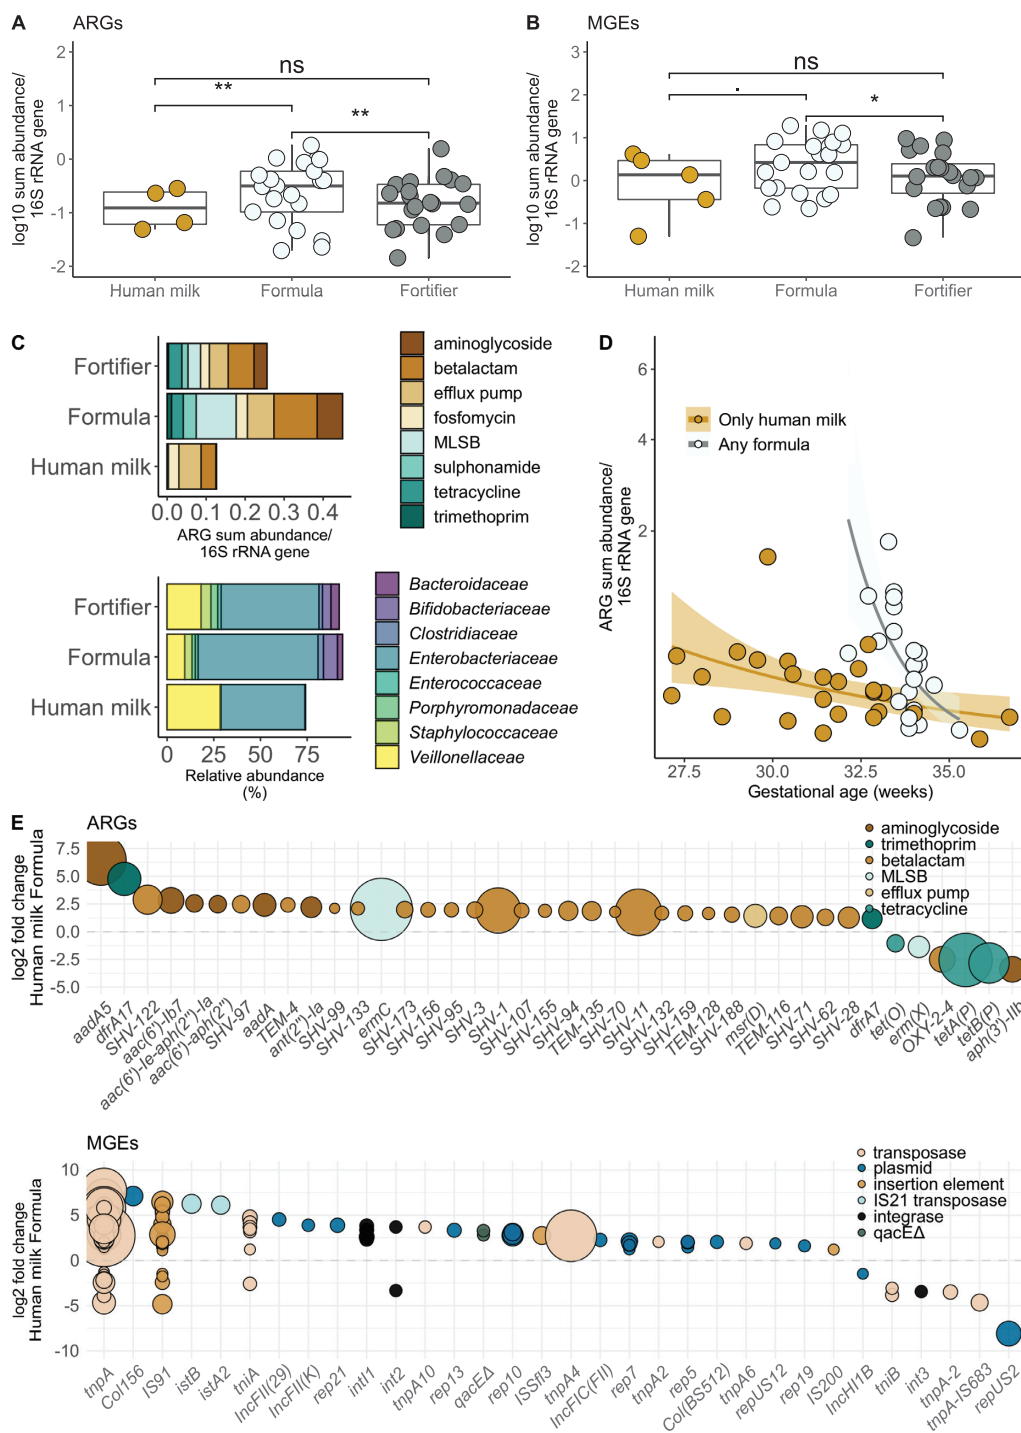 A ARGs
log10 sum abundance/
16S rRNA gene
2
1
0
-1
-2
ns
**
**
Human milk Formula Fortifier
B MGEs
log10 sum abundance/
16S rRNA gene
3
2
1
0
-1
-2
ns
.
*
Human milk Formula Fortifier
C
Fortifier
Formula
Human milk
0.0 0.1 0.2 0.3 0.4
ARG sum abundance/
16S rRNA gene
aminoglycoside
betalactam
efflux pump
fosfomycin
MLSB
sulphonamide
tetracycline
trimethoprim
Fortifier
Formula
Human milk
0 25 50 75
Relative abundance
(%)
Bacteroidaceae
Bifidobacteriaceae
Clostridiaceae
Enterobacteriaceae
Enterococcaceae
Porphyromonadaceae
Staphylococcaceae
Veillonellaceae
D
ARG sum abundance/
16S rRNA gene
6
4
2
Only human milk
Any formula
27.5 30.0 32.5 35.0
Gestational age (weeks)
E ARGs
log2 fold change
Human milk Formula
7.5
5.0
2.5
0.0
-2.5
-5.0
aminoglycoside
trimethoprim
betalactam
MLSB
efflux pump
tetracycline
aadA5
dfrA17
SHV-122
aac(6')-Ib7
aac(6')-Ie-aph(2'')-Ia
aac(6')-aph(2'')
SHV-97
aadA
TEM-4
ant(2'')-Ia
SHV-99
SHV-133
ermC
SHV-173
SHV-156
SHV-95
SHV-3
SHV-1
SHV-107
SHV-155
SHV-94
TEM-135
SHV-70
SHV-11
SHV-132
SHV-159
TEM-128
SHV-188
msr(D)
TEM-116
SHV-71
SHV-62
SHV-28
dfrA7
tet(O)
erm(X)
OXY-2-4
tetA(P)
tetB(P)
aph(3')-IIb
MGEs
log2 fold change
Human milk Formula
10
5
0
-5
-10
transposase
plasmid
insertion element
IS21 transposase
integrase
qacEΔ
tnpA
Col156
IS91
istB
istA2
tniA
IncFII(29)
IncFII(K)
rep21
intI1
int2
tnpA10
rep13
qacEΔ
rep10
ISSfl3
tnpA4
IncFIC(FII)
rep7
tnpA2
rep5
Col(BS512)
tnpA6
repUS12
rep19
IS200
IncHI1B
tniB
int3
tnpA-2
tnpA-IS683
repUS2